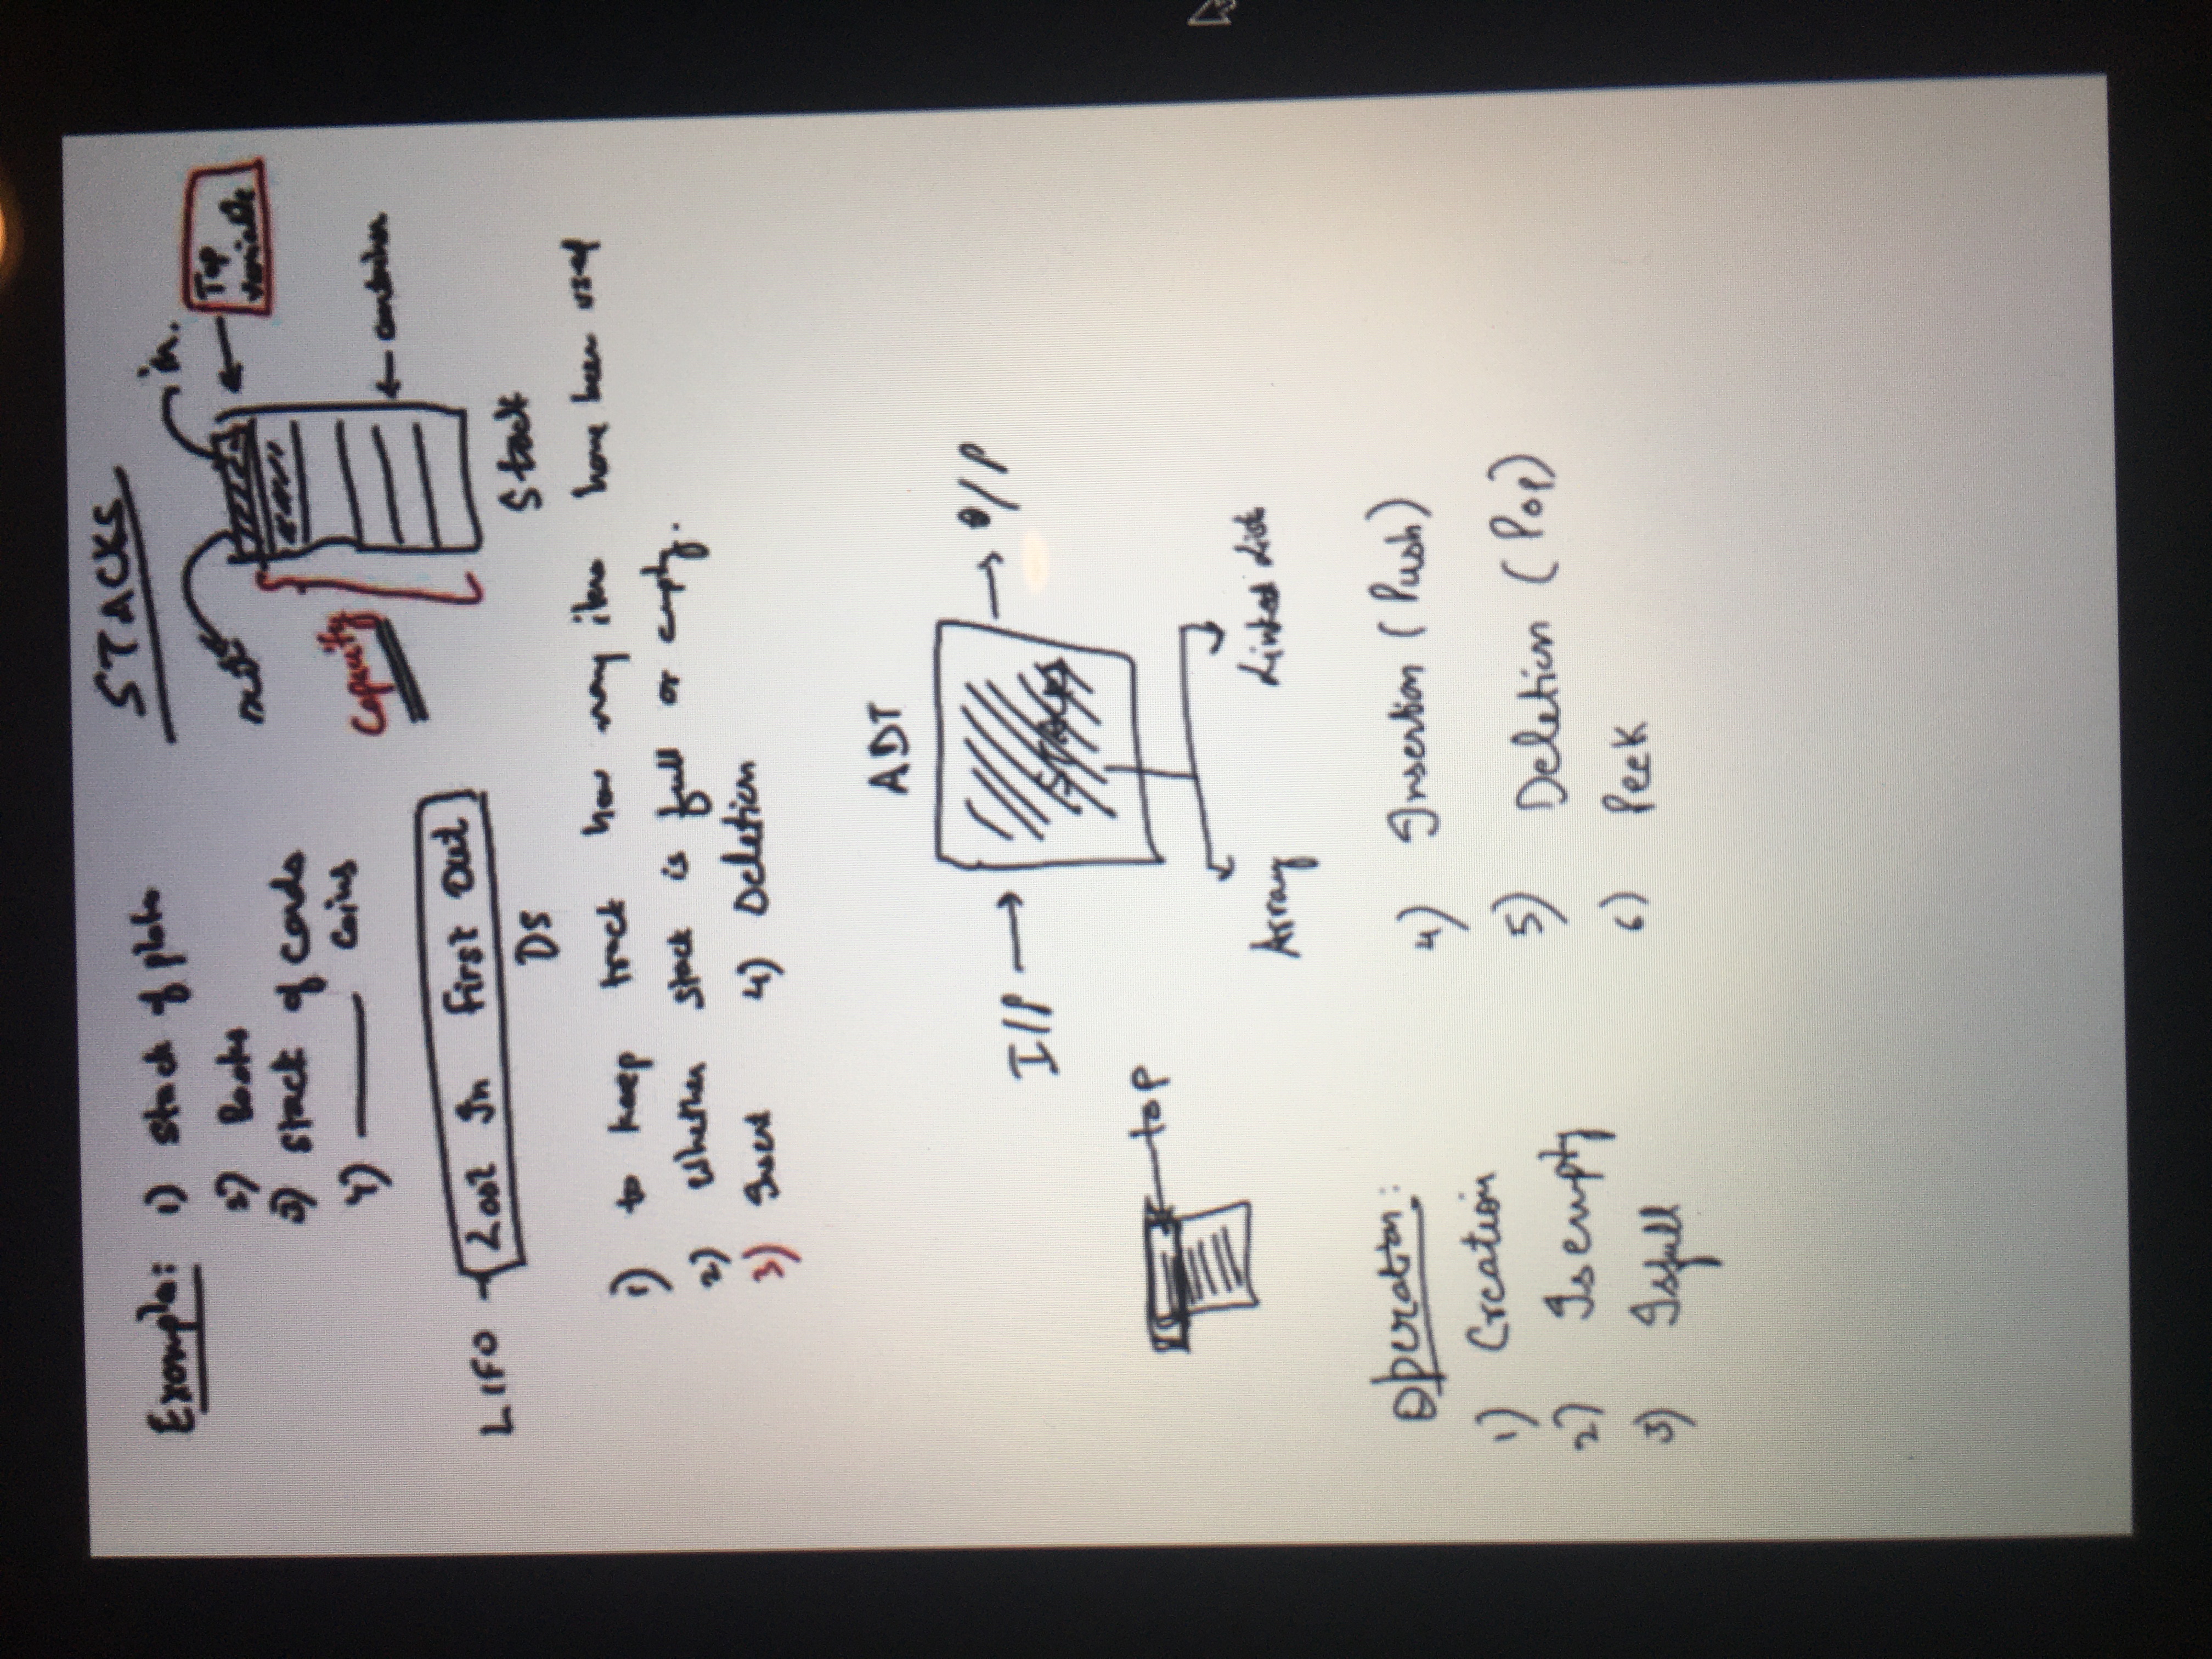 STACKS
Example: 1) Stack of plate
2) Books
3) Stack of cards
4) ——— Coins
in.
out
Top
variable
Capacity
container
Stack
LIFO - Last In First Out
DS
1) to keep track how many items have been used
2) Whether stack is full or empty.
3) Insert 4) Deletion
ADT
I/P → STACKS → O/P
top
Array Linked List
Operation:
1) Creation
2) Isempty
3) Isfull
4) Insertion (Push)
5) Deletion (Pop)
6) Peek